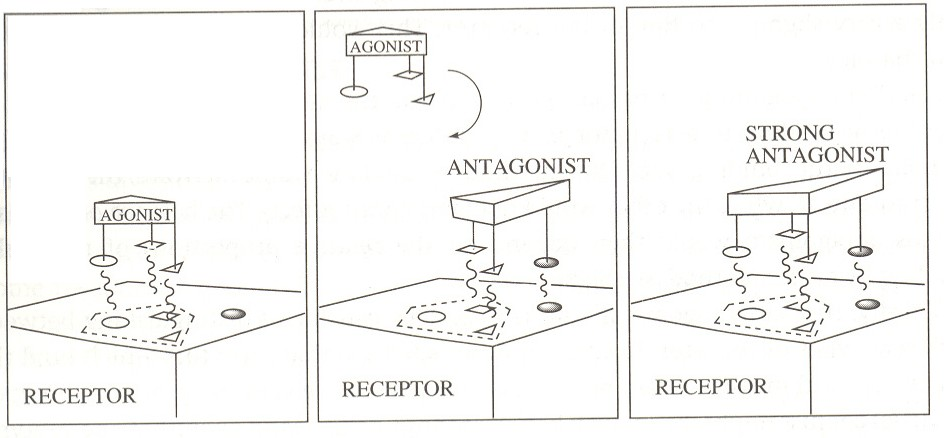 AGONIST
RECEPTOR
AGONIST
ANTAGONIST
RECEPTOR
STRONG
ANTAGONIST
RECEPTOR